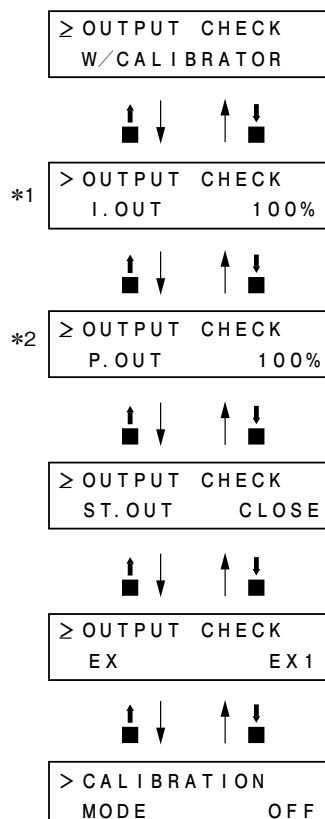 ≥ OUTPUT CHECK
W/CALIBRATOR
*1
> OUTPUT CHECK
I.OUT 100%
*2
≥ OUTPUT CHECK
P.OUT 100%
≥ OUTPUT CHECK
ST.OUT CLOSE
≥ OUTPUT CHECK
EX EX1
> CALIBRATION
MODE OFF